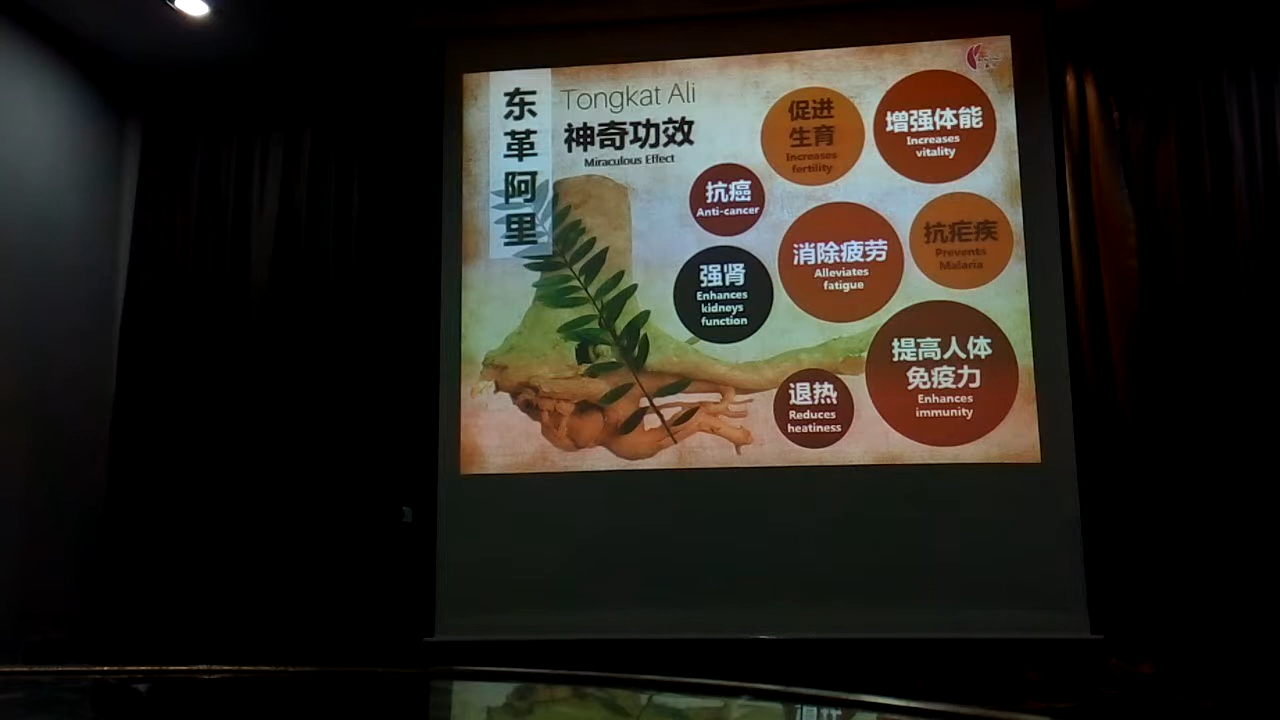 东革阿里
Tongkat Ali
神奇功效
Miraculous Effect
促进
生育
Increases
fertility
增强体能
Increases
vitality
抗癌
Anti-cancer
消除疲劳
Alleviates
fatigue
抗疟疾
Prevents
Malaria
强肾
Enhances
kidneys
function
提高人体
免疫力
Enhances
immunity
退热
Reduces
heatiness